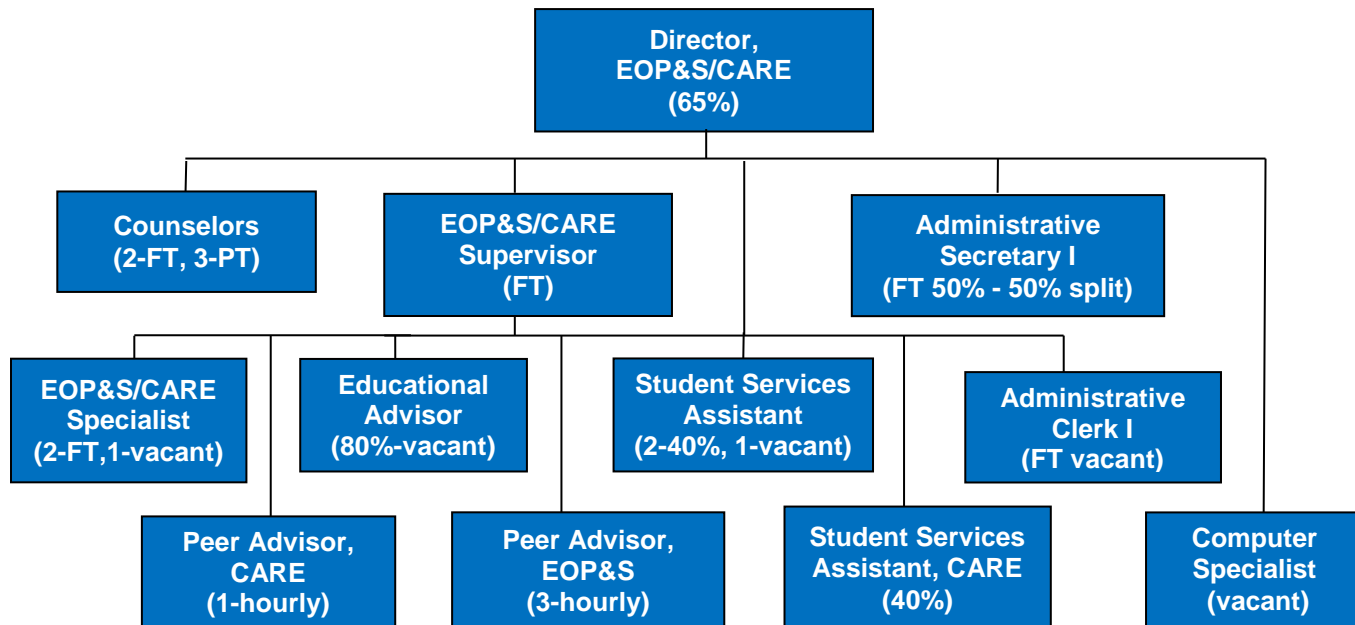 Director,
EOP&S/CARE
(65%)
Counselors
(2-FT, 3-PT)
EOP&S/CARE
Supervisor
(FT)
Administrative
Secretary I
(FT 50% - 50% split)
EOP&S/CARE
Specialist
(2-FT,1-vacant)
Educational
Advisor
(80%-vacant)
Student Services
Assistant
(2-40%, 1-vacant)
Administrative
Clerk I
(FT vacant)
Peer Advisor,
CARE
(1-hourly)
Peer Advisor,
EOP&S
(3-hourly)
Student Services
Assistant, CARE
(40%)
Computer
Specialist
(vacant)